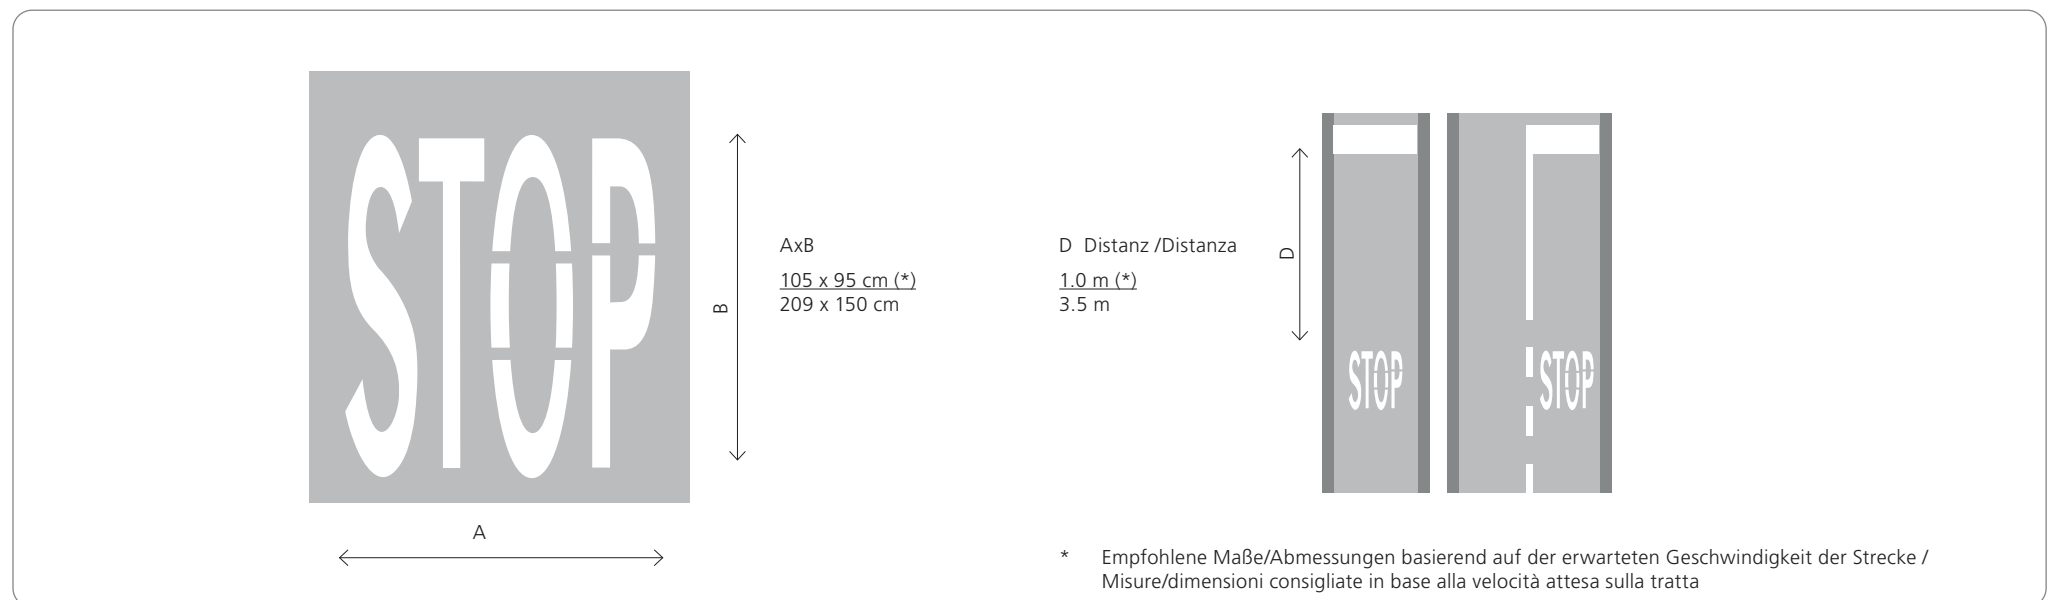 STOP
A
B
AxB
105 x 95 cm (*)
209 x 150 cm
D Distanz /Distanza
1.0 m (*)
3.5 m
D
STOP
STOP
* Empfohlene Maße/Abmessungen basierend auf der erwarteten Geschwindigkeit der Strecke /
Misure/dimensioni consigliate in base alla velocità attesa sulla tratta